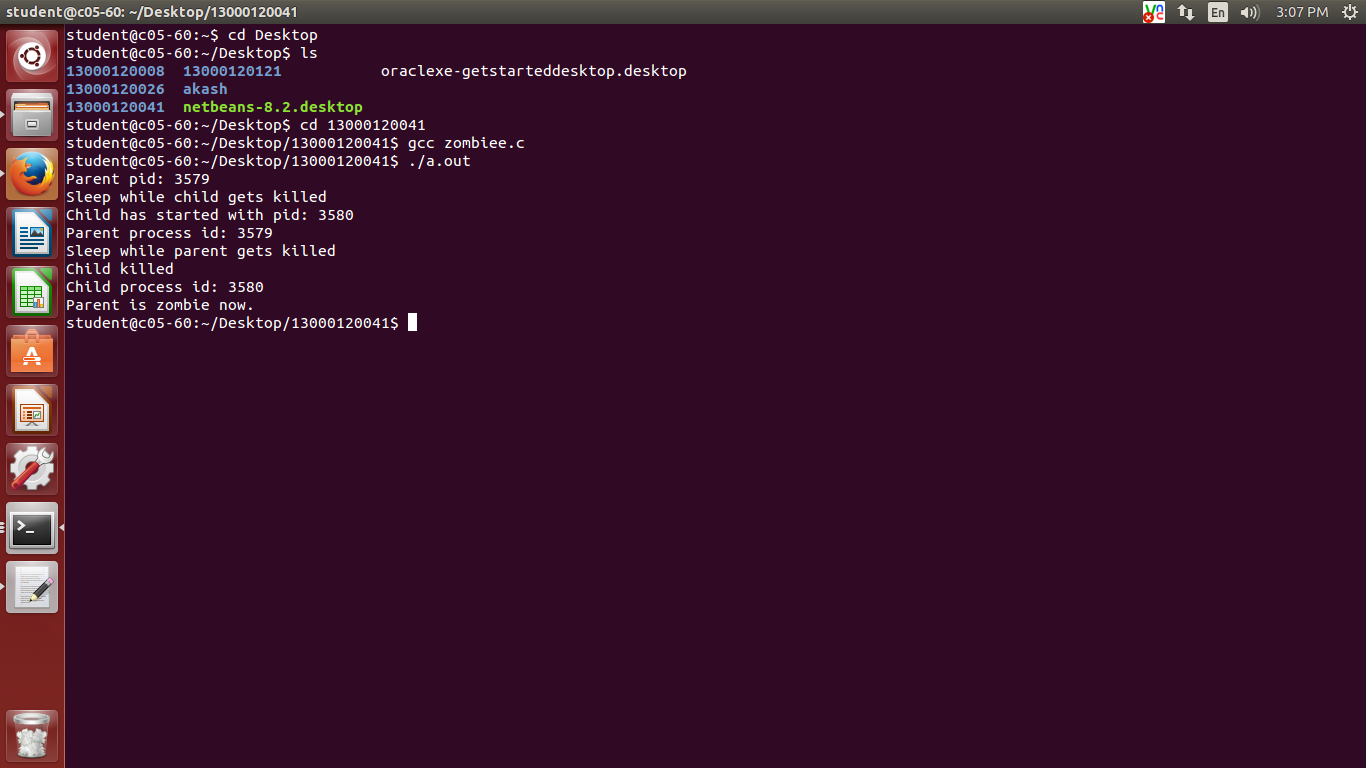 student@c05-60: ~/Desktop/13000120041
En
3:07 PM
student@c05-60:~$ cd Desktop
student@c05-60:~/Desktop$ ls
13000120008  13000120121           oraclexe-getstarteddesktop.desktop
13000120026  akash
13000120041  netbeans-8.2.desktop
student@c05-60:~/Desktop$ cd 13000120041
student@c05-60:~/Desktop/13000120041$ gcc zombiee.c
student@c05-60:~/Desktop/13000120041$ ./a.out
Parent pid: 3579
Sleep while child gets killed
Child has started with pid: 3580
Parent process id: 3579
Sleep while parent gets killed
Child killed
Child process id: 3580
Parent is zombie now.
student@c05-60:~/Desktop/13000120041$